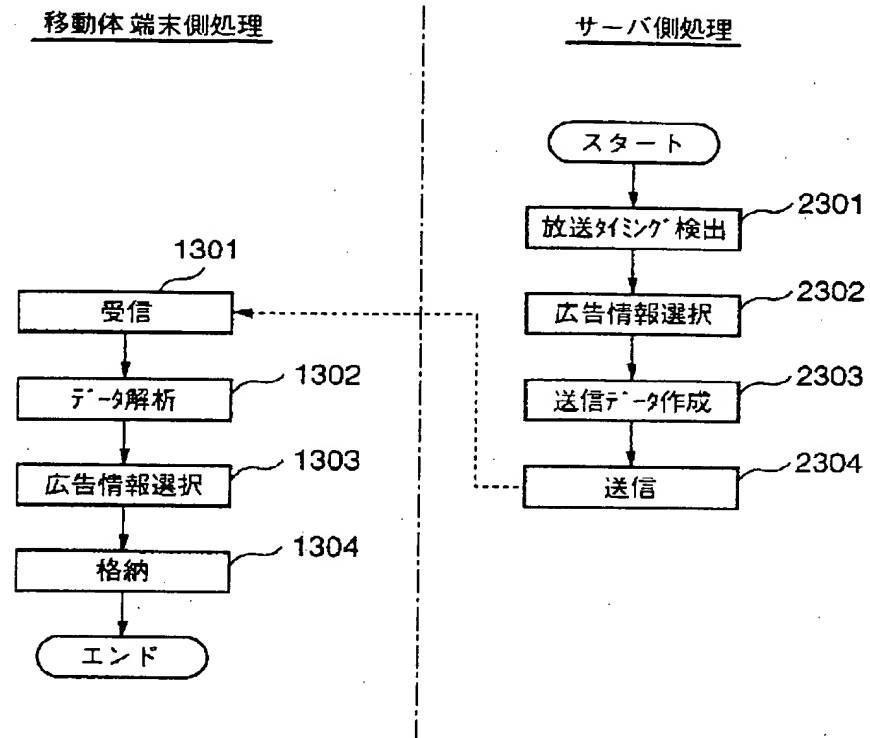 移動体端末側処理
サーバ側処理
スタート
放送ﾀｲﾐﾝｸﾞ検出
2301
広告情報選択
2302
送信ﾃﾞｰﾀ作成
2303
送信
2304
1301
受信
1302
ﾃﾞｰﾀ解析
1303
広告情報選択
1304
格納
エンド